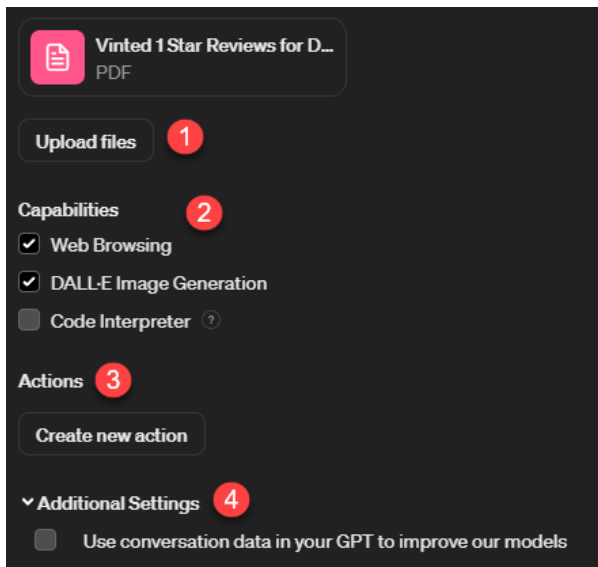 Vinted 1 Star Reviews for D...
PDF
Upload files 1
Capabilities 2
Web Browsing
DALL·E Image Generation
Code Interpreter ?
Actions 3
Create new action
Additional Settings 4
Use conversation data in your GPT to improve our models